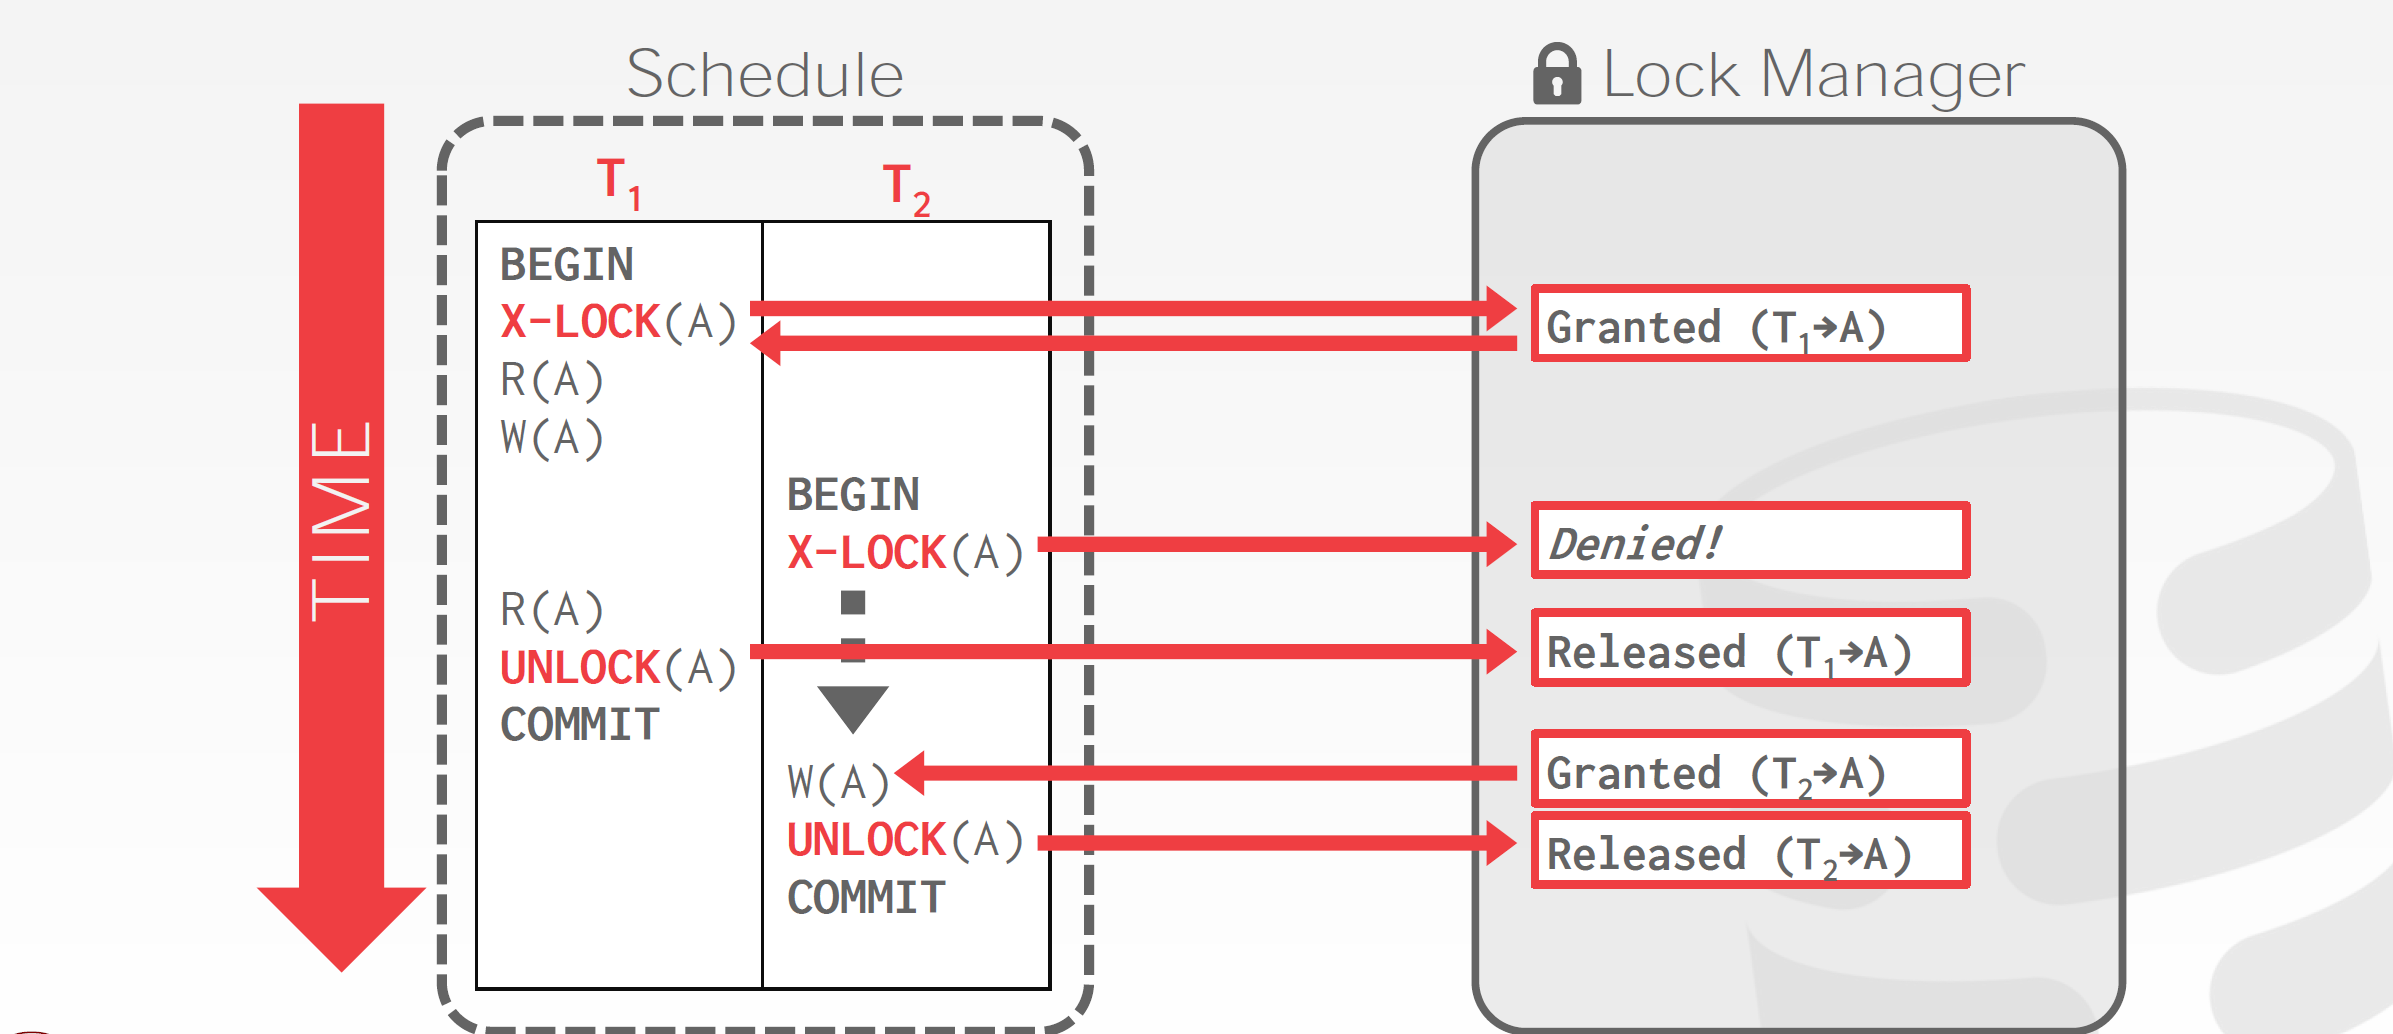 Schedule
Lock Manager
TIME
T1
T2
BEGIN
X-LOCK(A)
Granted (T1→A)
R(A)
W(A)
BEGIN
X-LOCK(A)
Denied!
R(A)
UNLOCK(A)
Released (T1→A)
COMMIT
W(A)
Granted (T2→A)
UNLOCK(A)
Released (T2→A)
COMMIT